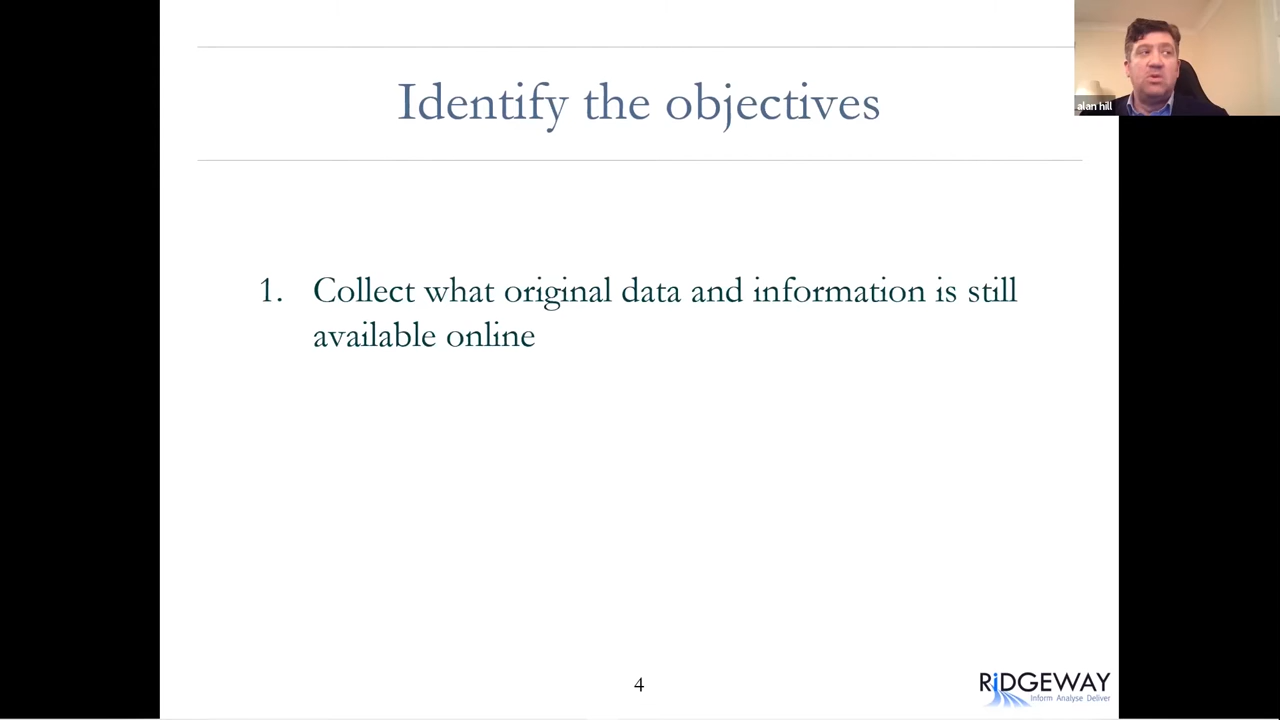 Identify the objectives
alan hill
1. Collect what original data and information is still
available online
4
RiDGEWAY
Inform Analyse Deliver